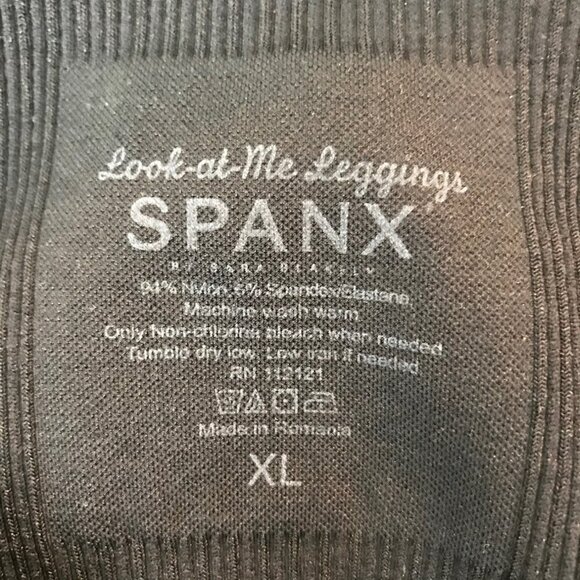 Look-at-Me Leggings
SPANX
BY SARA BLAKELY
94% Nylon, 6% Spandex/Elastane.
Machine wash warm
Only Non-chlorine bleach when needed
Tumble dry low. Low iron if needed
RN 112121
Made in Romania
XL